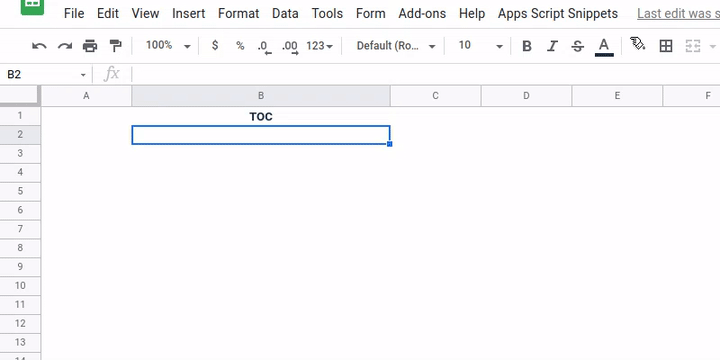 File Edit View Insert Format Data Tools Form Add-ons Help Apps Script Snippets Last edit was s
100% $ % .0 .00 123 Default (Ro... 10 B I S A
B2 fx
A B C D E F
1 TOC
2
3
4
5
6
7
8
9
10
11
12
13
14